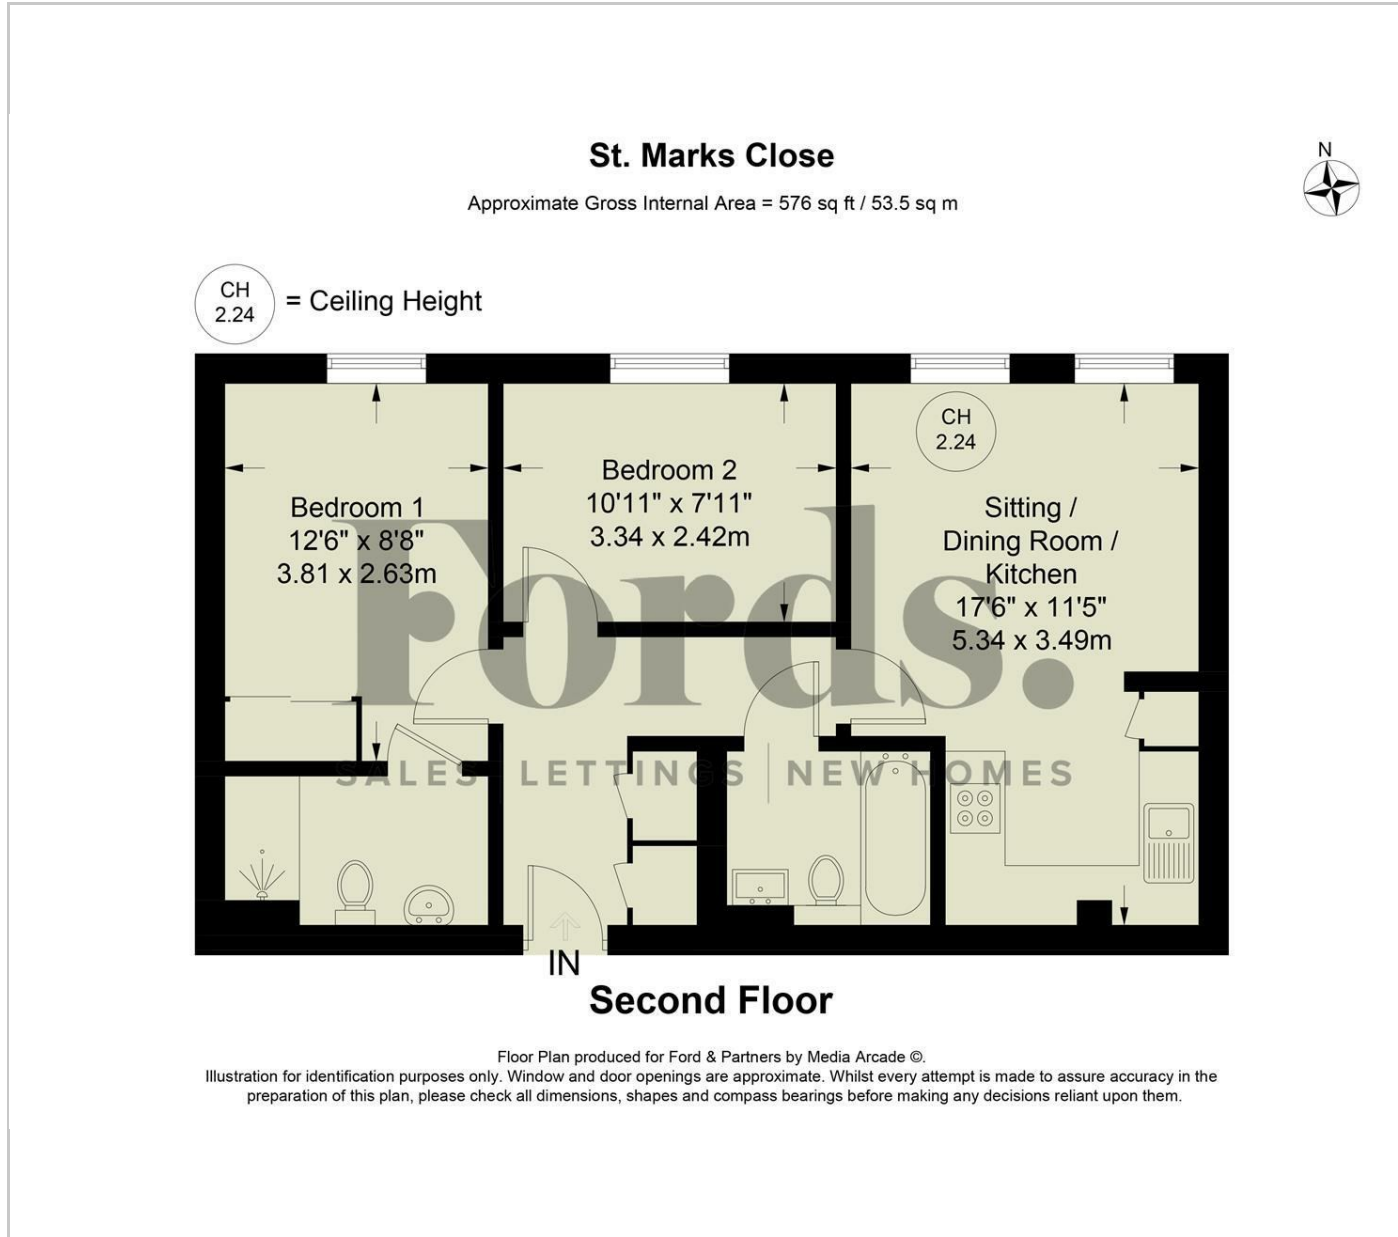 St. Marks Close
N
Approximate Gross Internal Area = 576 sq ft / 53.5 sq m
CH
2.24
= Ceiling Height
CH
2.24
Bedroom 1
12'6" x 8'8"
3.81 x 2.63m
Bedroom 2
10'11" x 7'11"
3.34 x 2.42m
Sitting /
Dining Room /
Kitchen
17'6" x 11'5"
5.34 x 3.49m
Fords.
SALES | LETTINGS | NEW HOMES
IN
Second Floor
Floor Plan produced for Ford & Partners by Media Arcade ©.
Illustration for identification purposes only. Window and door openings are approximate. Whilst every attempt is made to assure accuracy in the
preparation of this plan, please check all dimensions, shapes and compass bearings before making any decisions reliant upon them.